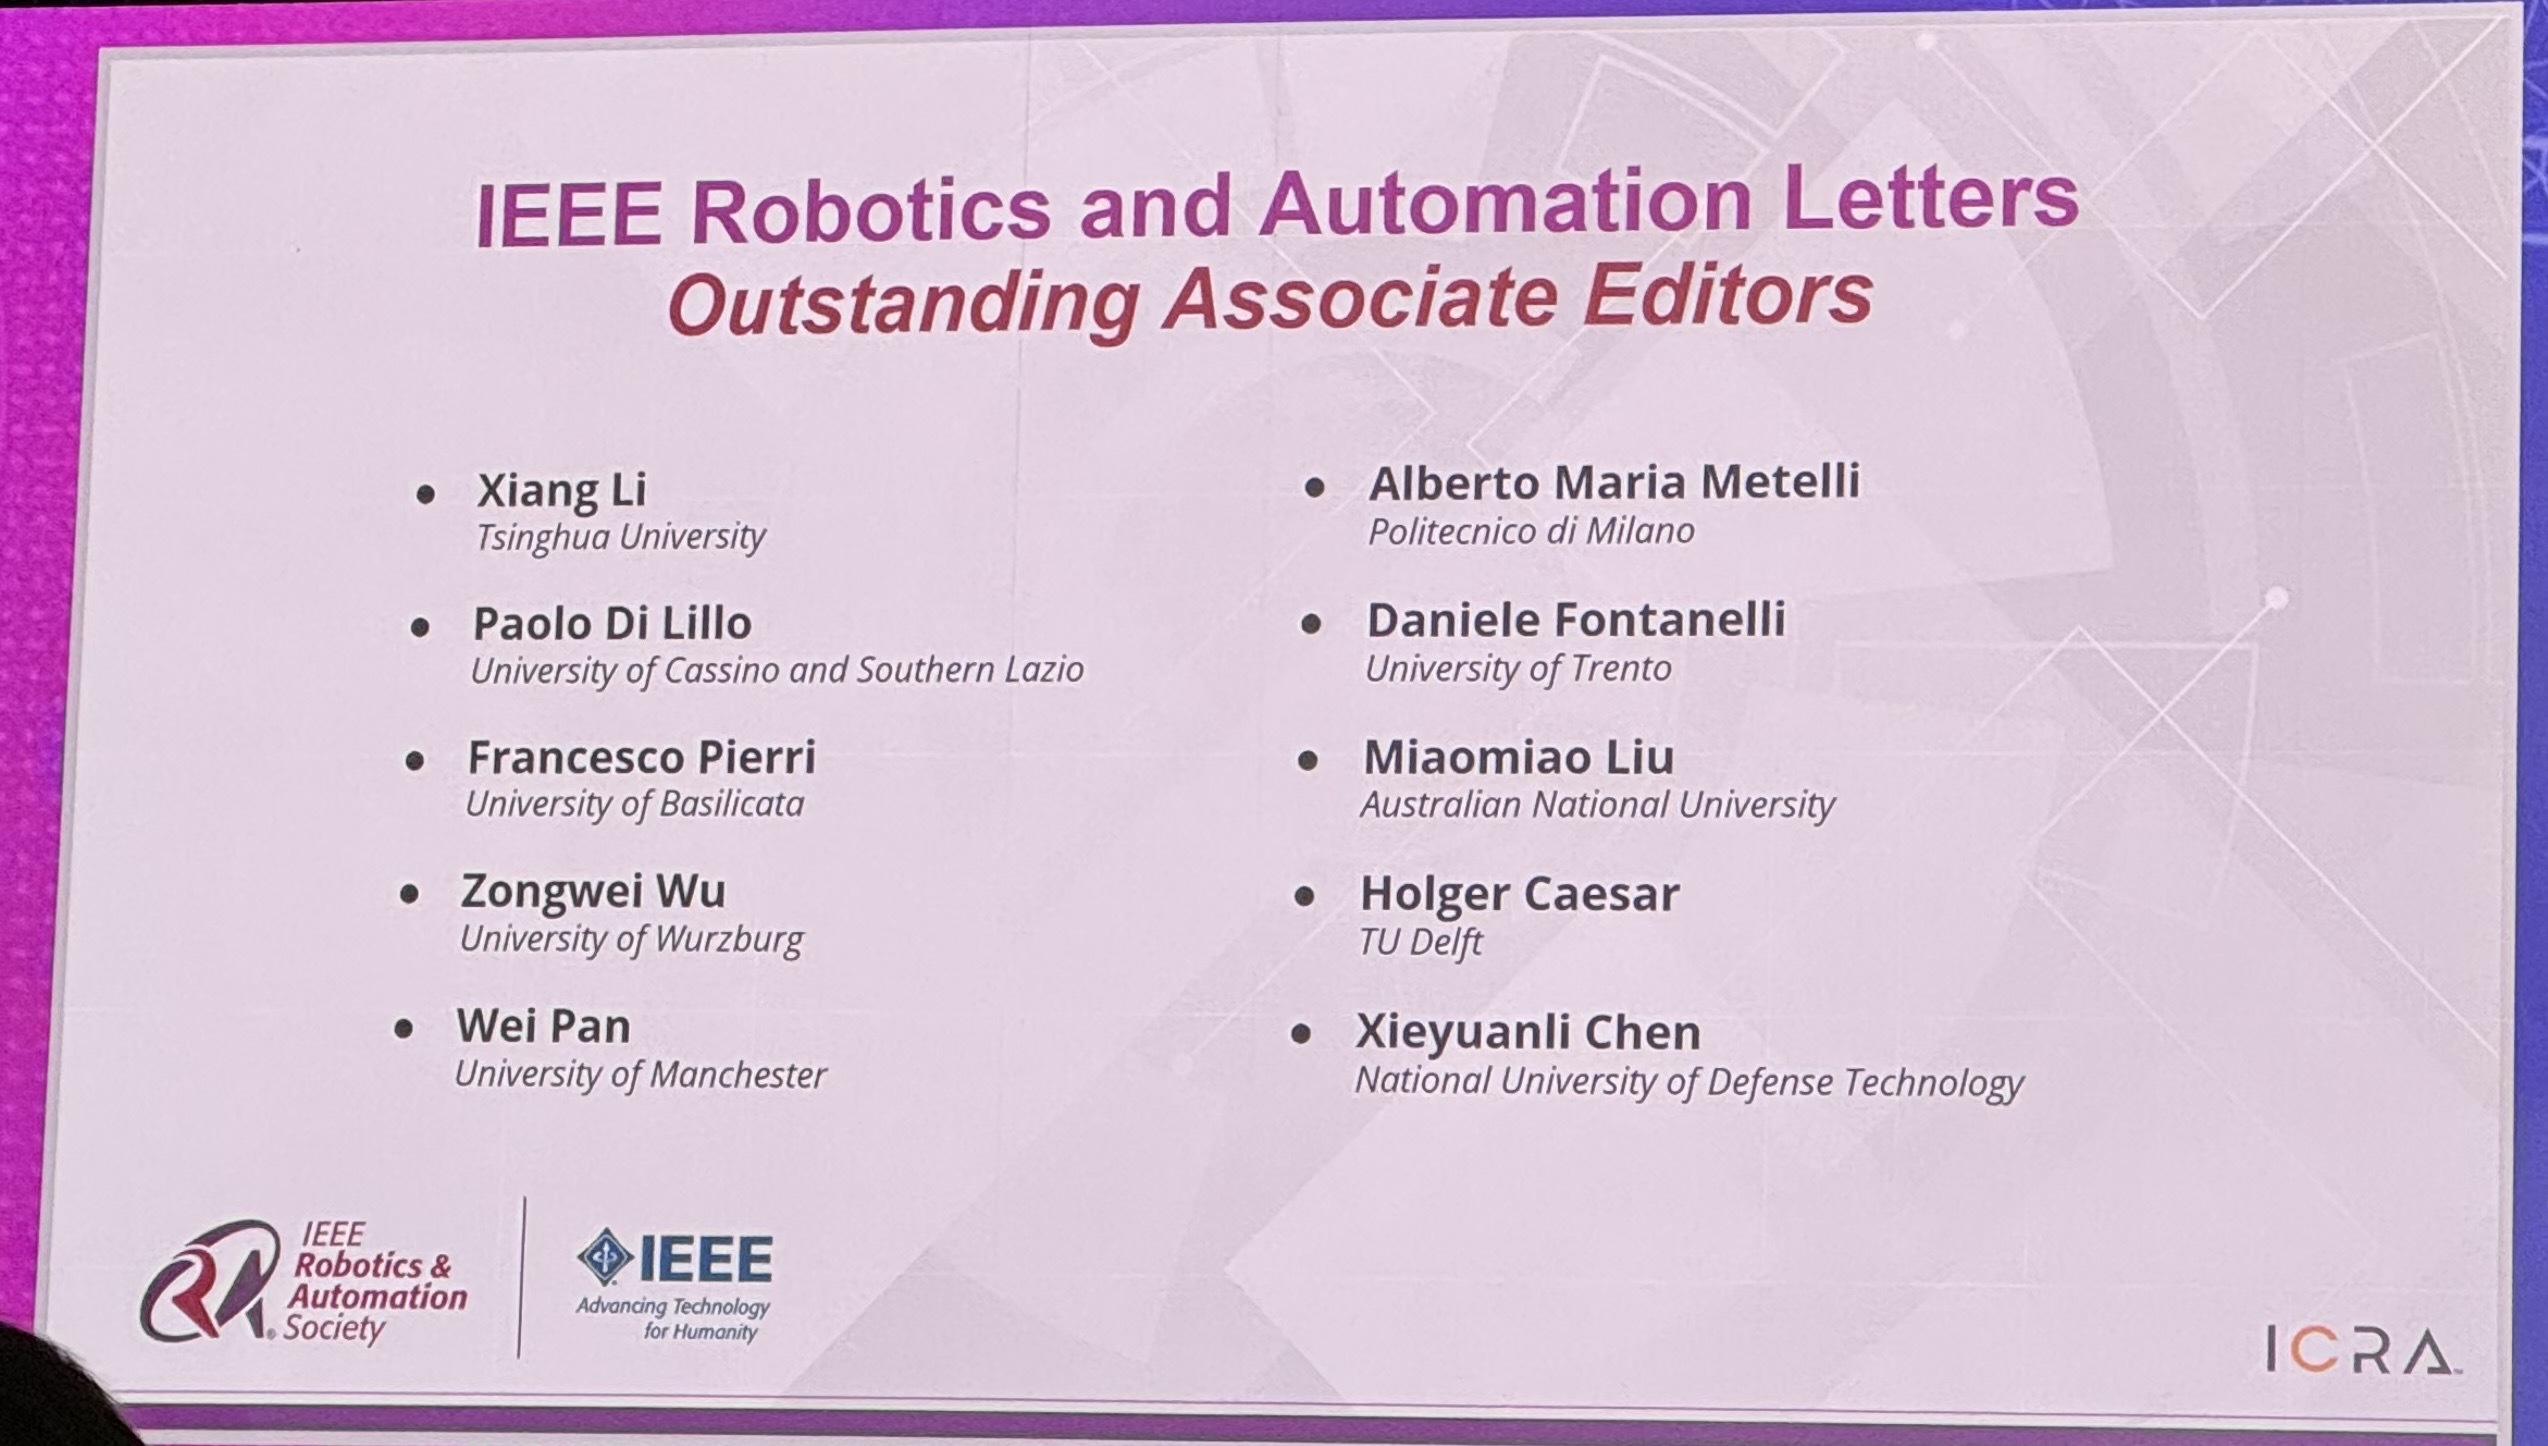 IEEE Robotics and Automation Letters
Outstanding Associate Editors
• Xiang Li
Tsinghua University
• Paolo Di Lillo
University of Cassino and Southern Lazio
• Francesco Pierri
University of Basilicata
• Zongwei Wu
University of Wurzburg
• Wei Pan
University of Manchester
• Alberto Maria Metelli
Politecnico di Milano
• Daniele Fontanelli
University of Trento
• Miaomiao Liu
Australian National University
• Holger Caesar
TU Delft
• Xieyuanli Chen
National University of Defense Technology
RA®
IEEE
Robotics &
Automation
Society
IEEE
Advancing Technology
for Humanity
ICRA™